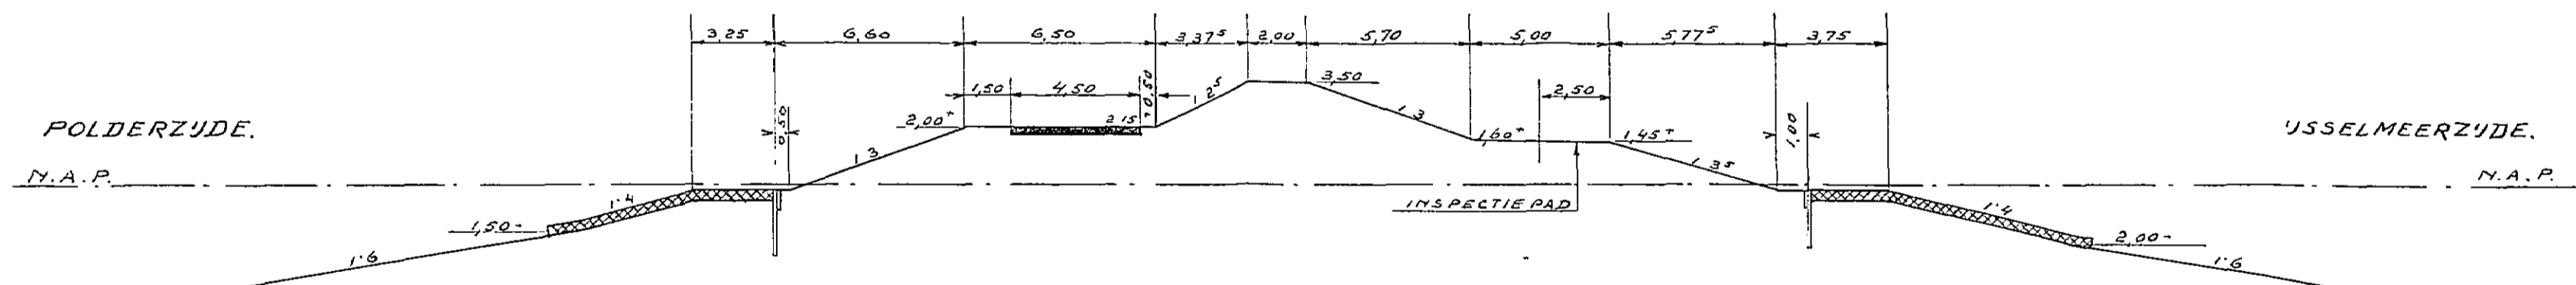 3,25 6,60 6,50 3,37⁵ 2,00 5,70 5,00 5,77⁵ 3,75
3,50
1,50 4,50 0,50 2,50
1:2⁵
1:3
POLDERZIJDE.
0,50 2,00+ 2,15 1,60+ 1,45+ 1,00
IJSSELMEERZIJDE.
1:3
1:3⁵
N.A.P. N.A.P.
1:4 INSPECTIEPAD 1:4
1,50- 2,00-
1:6 1:6